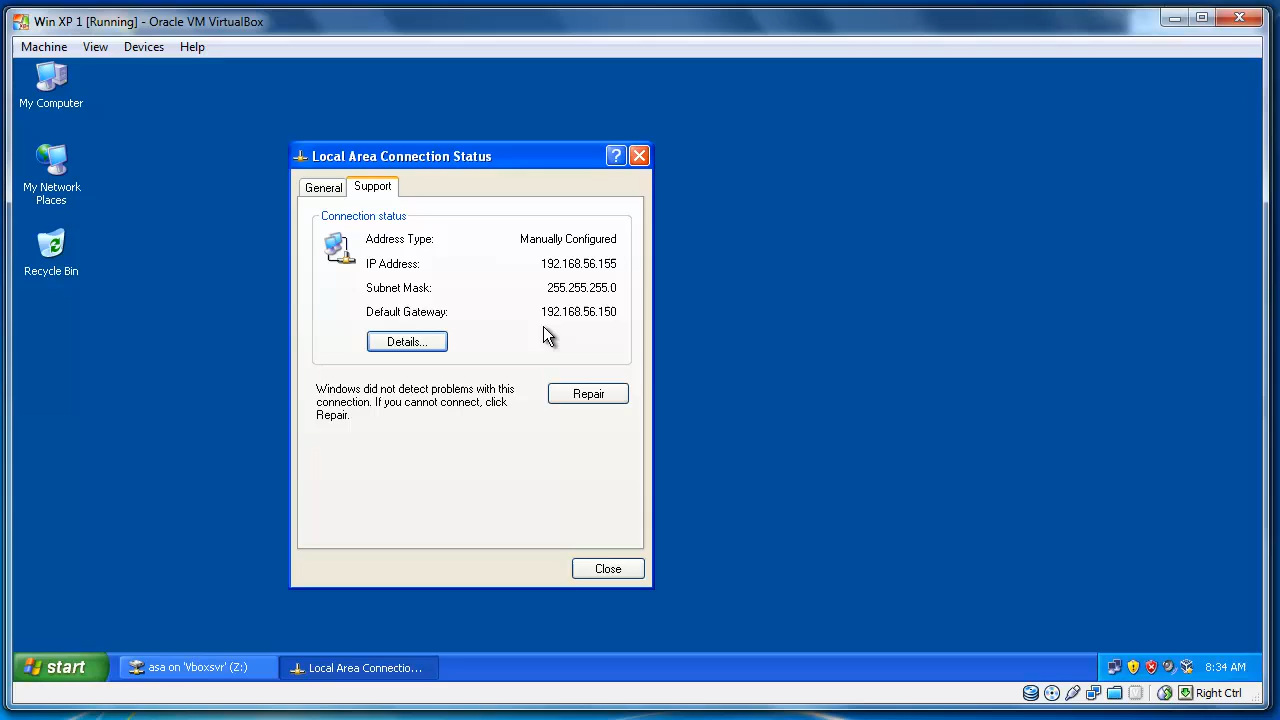 Win XP 1 [Running] - Oracle VM VirtualBox
Machine View Devices Help
My Computer
My Network
Places
Recycle Bin
Local Area Connection Status
General Support
Connection status
Address Type: Manually Configured
IP Address: 192.168.56.155
Subnet Mask: 255.255.255.0
Default Gateway: 192.168.56.150
Details...
Windows did not detect problems with this
connection. If you cannot connect, click
Repair.
Repair
Close
start asa on 'Vboxsvr' (Z:) Local Area Connectio... 8:34 AM
Right Ctrl